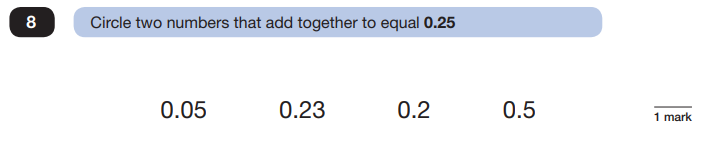 8 Circle two numbers that add together to equal 0.25
0.05 0.23 0.2 0.5
1 mark